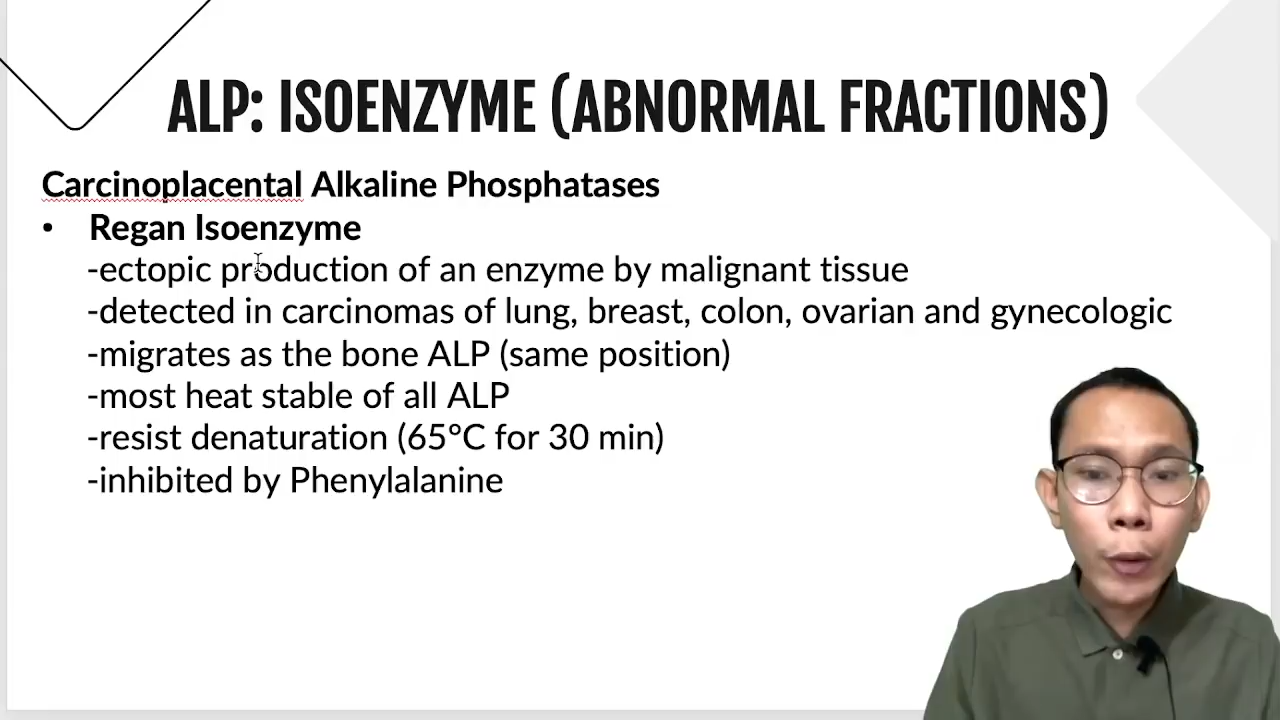 ALP: ISOENZYME (ABNORMAL FRACTIONS)
Carcinoplacental Alkaline Phosphatases
• Regan Isoenzyme
-ectopic production of an enzyme by malignant tissue
-detected in carcinomas of lung, breast, colon, ovarian and gynecologic
-migrates as the bone ALP (same position)
-most heat stable of all ALP
-resist denaturation (65°C for 30 min)
-inhibited by Phenylalanine